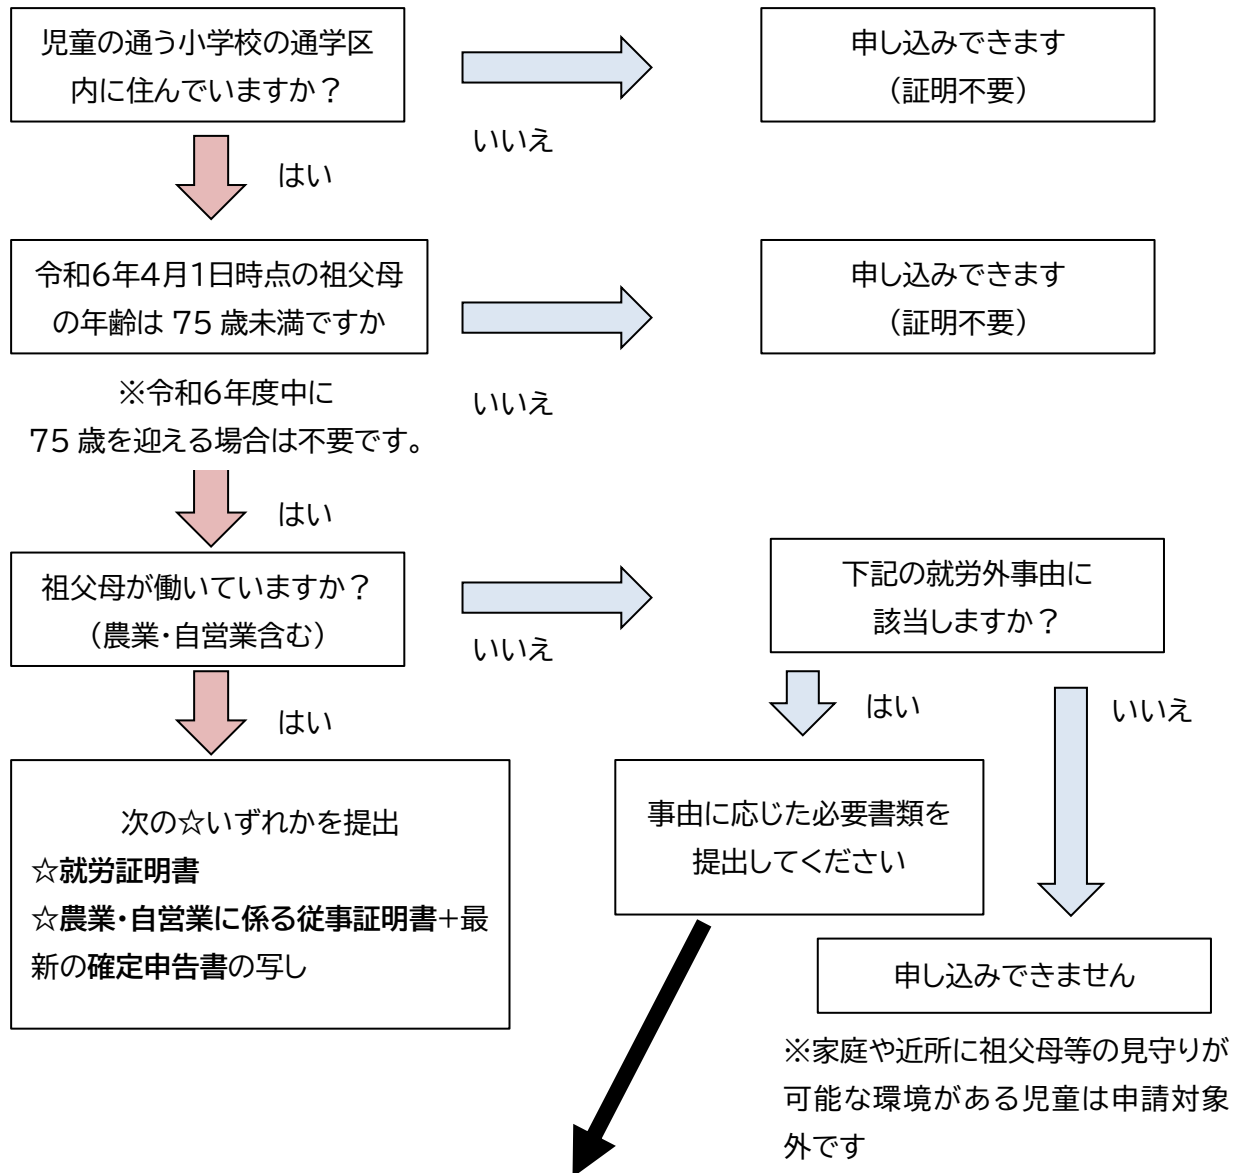 児童の通う小学校の通学区
内に住んでいますか？
申し込みできます
（証明不要）
いいえ
はい
令和6年4月1日時点の祖父母
の年齢は 75 歳未満ですか
申し込みできます
（証明不要）
※令和6年度中に
75 歳を迎える場合は不要です。
いいえ
はい
祖父母が働いていますか？
（農業・自営業含む）
いいえ
下記の就労外事由に
該当しますか？
はい
はい
いいえ
次の☆いずれかを提出
☆就労証明書
☆農業・自営業に係る従事証明書＋最
新の確定申告書の写し
事由に応じた必要書類を
提出してください
申し込みできません
※家庭や近所に祖父母等の見守りが
可能な環境がある児童は申請対象
外です